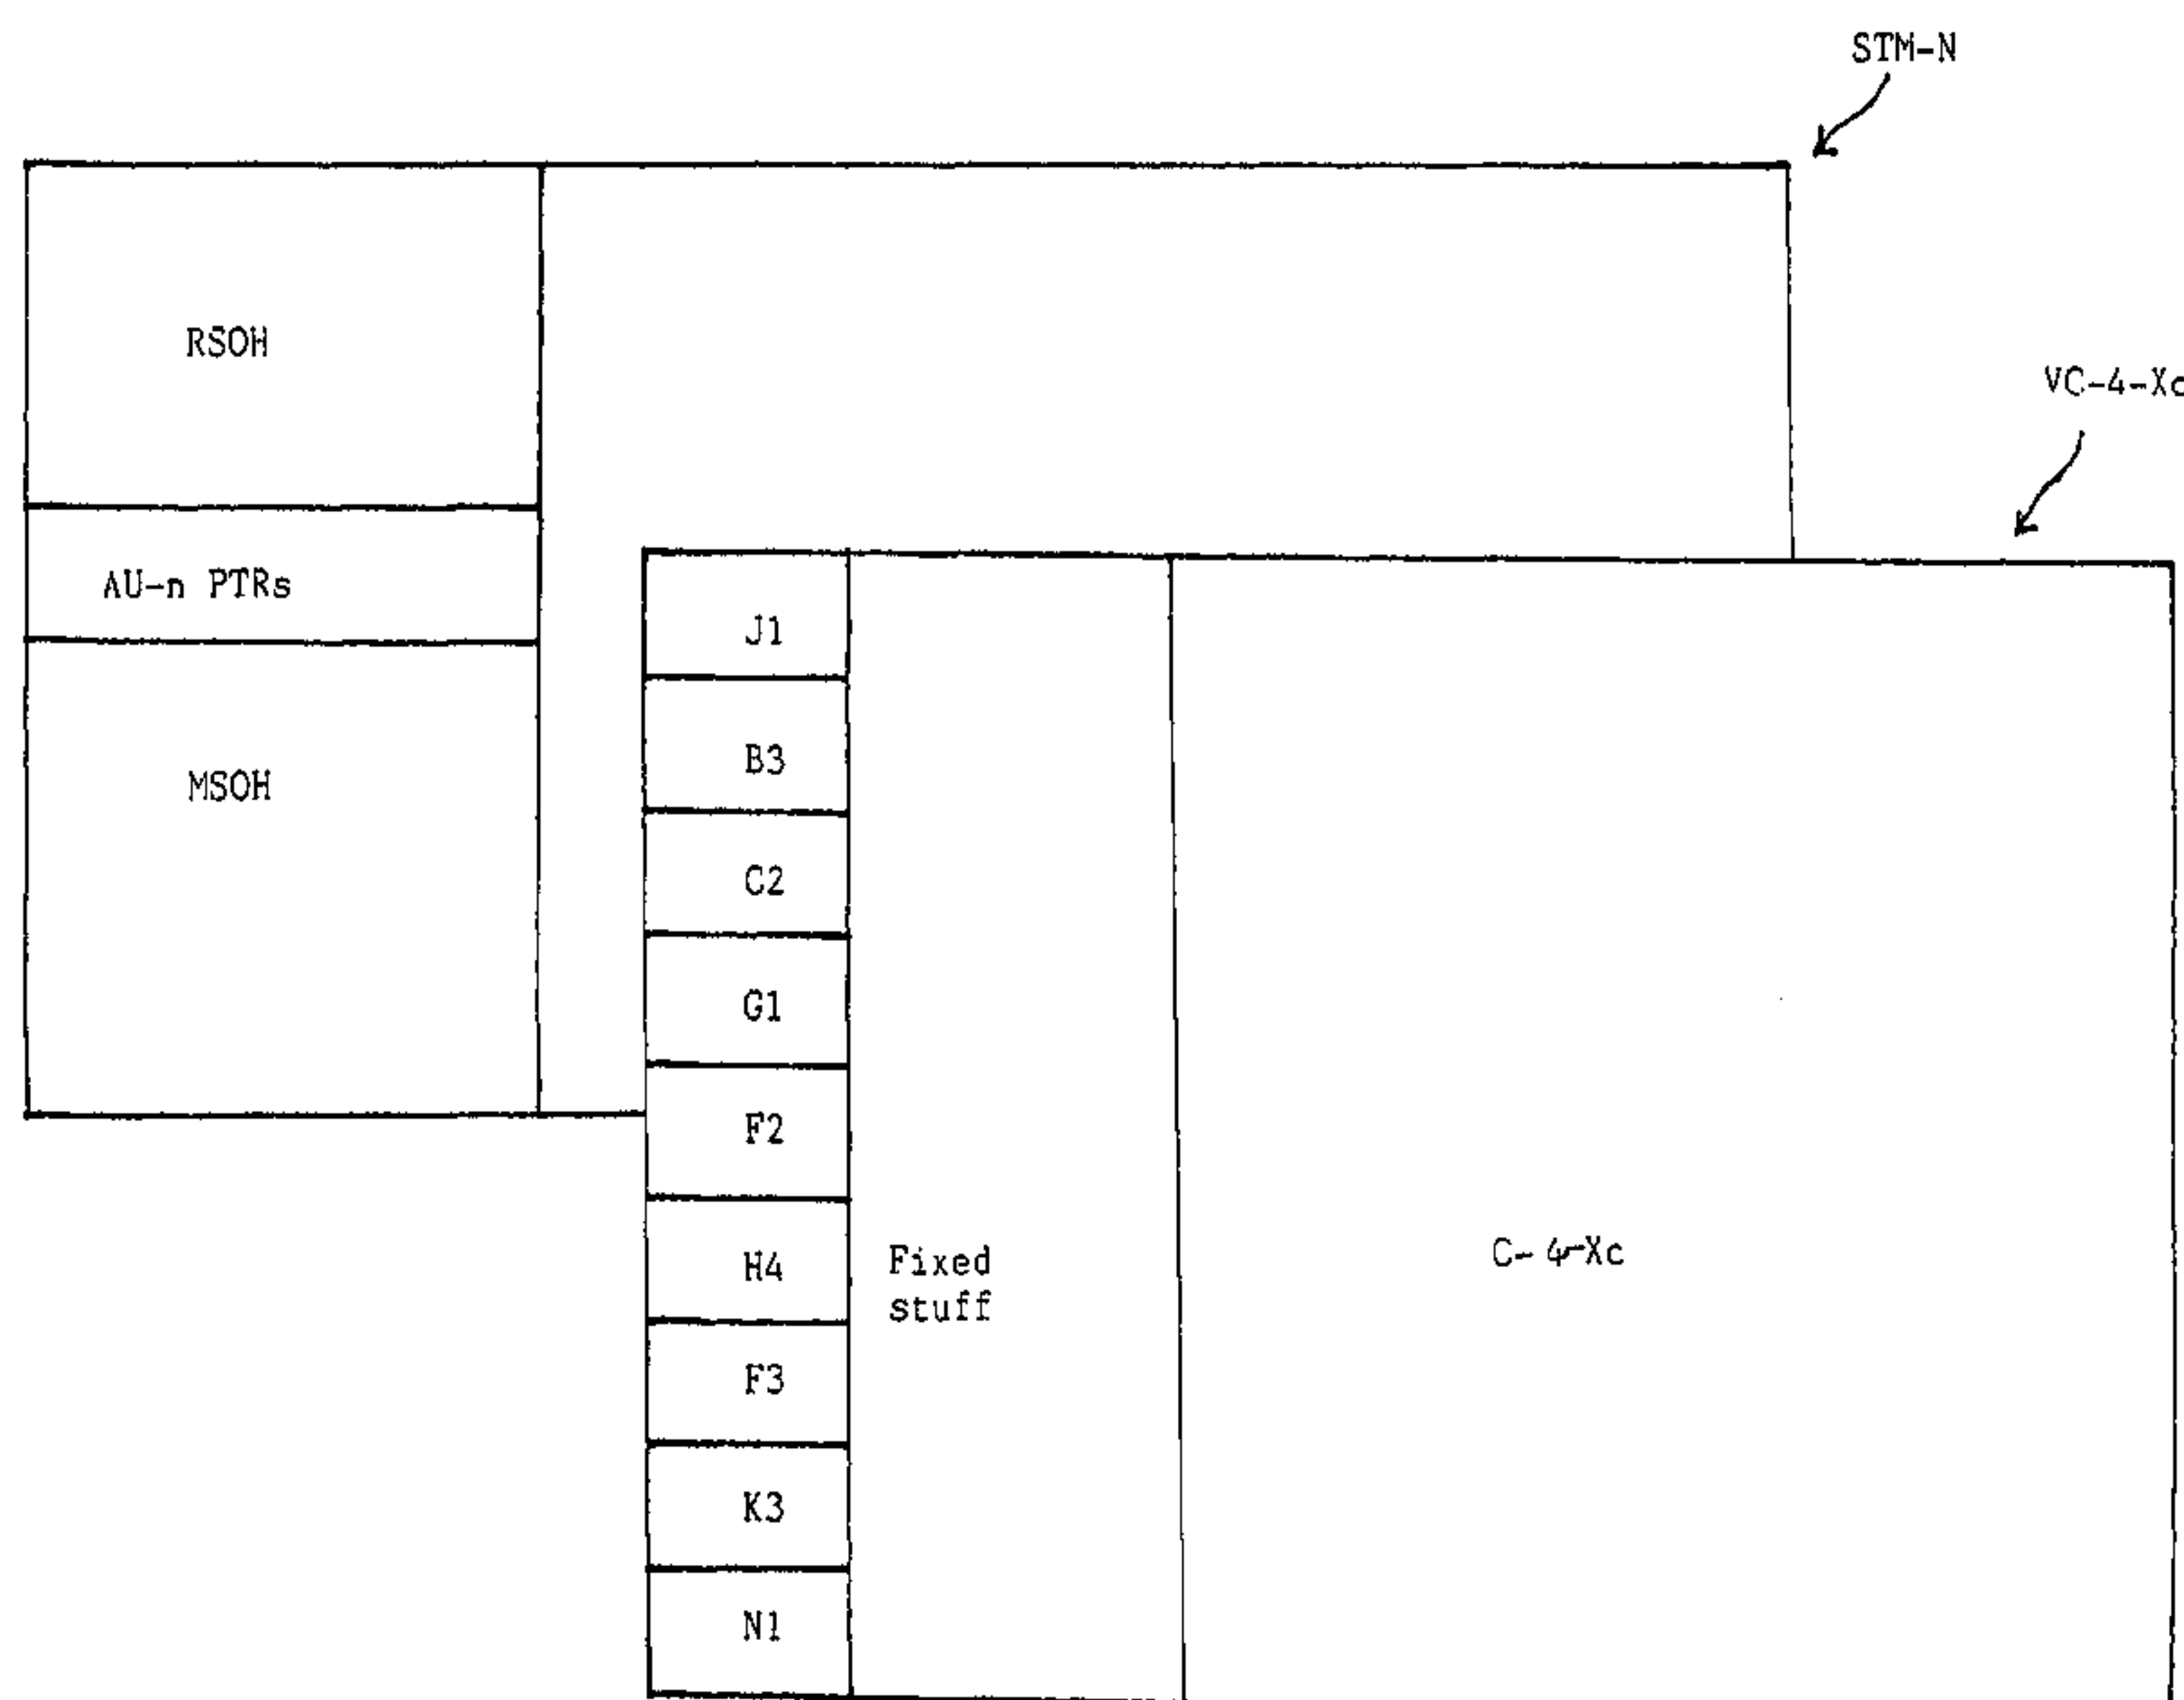 STM-N
RSOH
VC-4-Xc
AU-n PTRs
J1
B3
MSOH
C2
G1
F2
H4
Fixed
stuff
C-4-Xc
F3
K3
N1